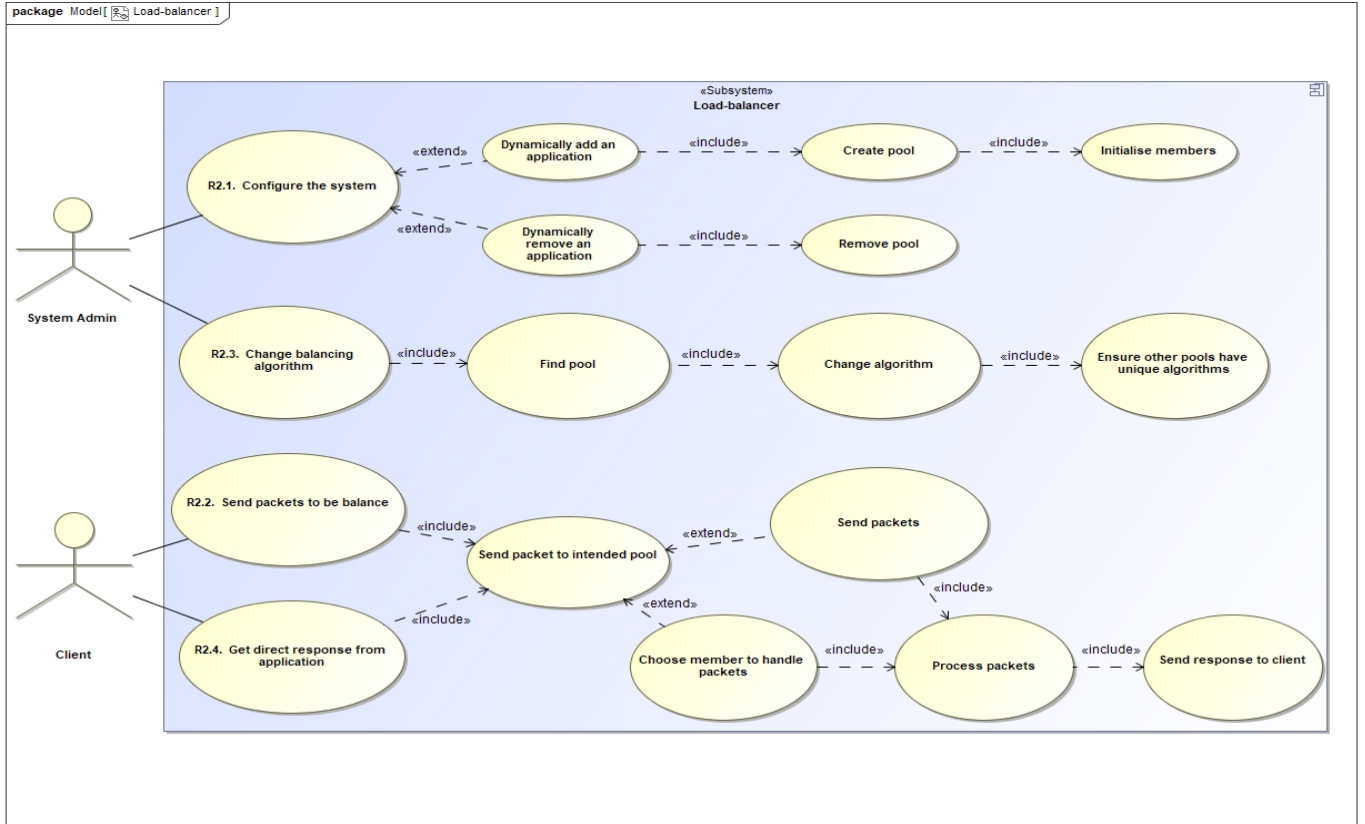 package Model[ Load-balancer ]
«Subsystem»
Load-balancer
R2.1. Configure the system
«extend»
Dynamically add an
application
«include»
Create pool
«include»
Initialise members
«extend»
Dynamically
remove an
application
«include»
Remove pool
System Admin
R2.3. Change balancing
algorithm
«include»
Find pool
«include»
Change algorithm
«include»
Ensure other pools have
unique algorithms
R2.2. Send packets to be balance
«include»
Send packet to intended pool
«extend»
Send packets
«include»
Client
R2.4. Get direct response from
application
«include»
«extend»
Choose member to handle
packets
«include»
Process packets
«include»
Send response to client